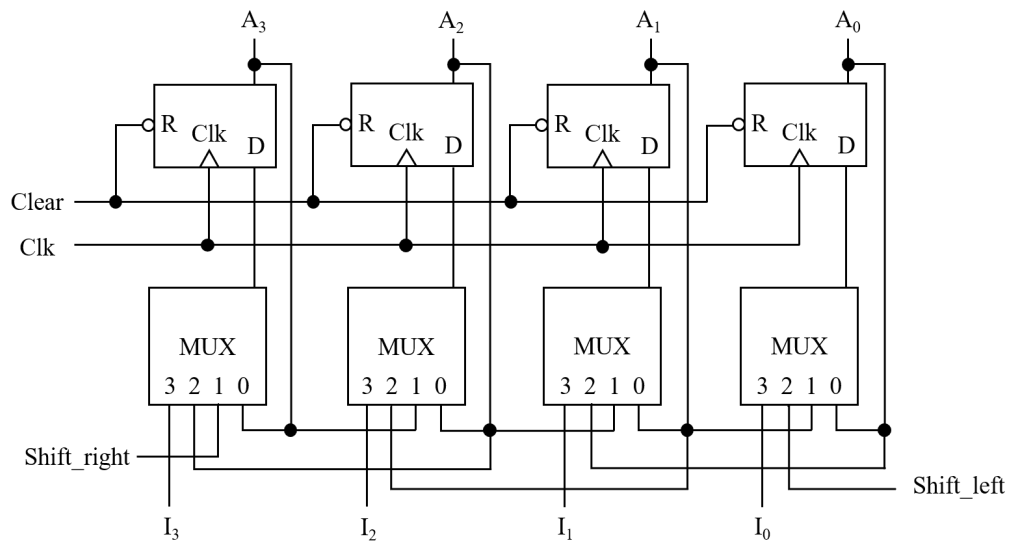 A3 A2 A1 A0
R Clk D R Clk D R Clk D R Clk D
Clear
Clk
MUX MUX MUX MUX
3 2 1 0 3 2 1 0 3 2 1 0 3 2 1 0
Shift_right
Shift_left
I3 I2 I1 I0